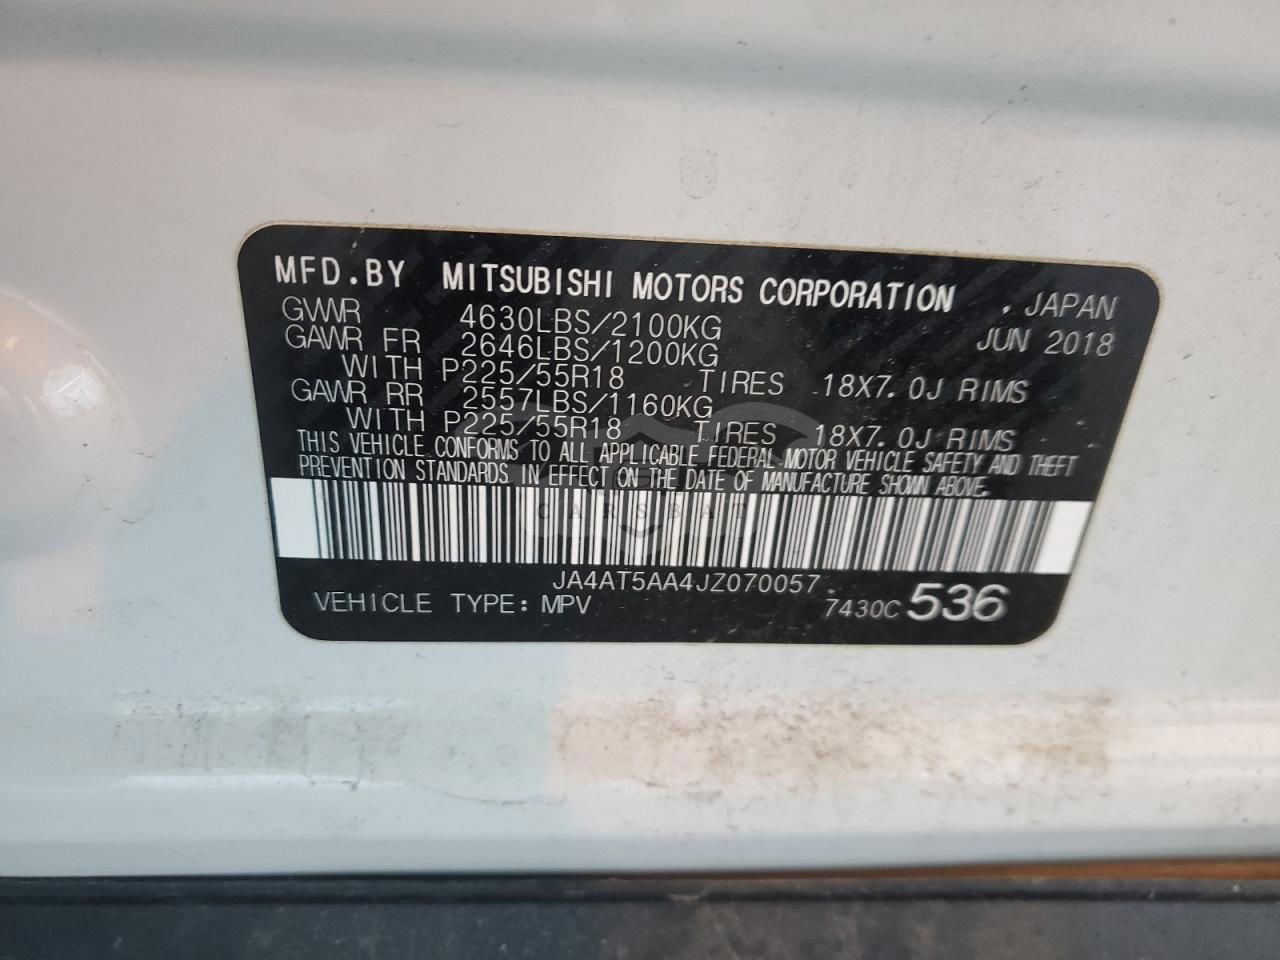 MFD.BY MITSUBISHI MOTORS CORPORATION . JAPAN
GVWR 4630LBS/2100KG JUN 2018
GAWR FR 2646LBS/1200KG
WITH P225/55R18 TIRES 18X7.0J RIMS
GAWR RR 2557LBS/1160KG
WITH P225/55R18 TIRES 18X7.0J RIMS
THIS VEHICLE CONFORMS TO ALL APPLICABLE FEDERAL MOTOR VEHICLE SAFETY AND THEFT
PREVENTION STANDARDS IN EFFECT ON THE DATE OF MANUFACTURE SHOWN ABOVE.
CARSBAT
JA4AT5AA4JZ070057.
VEHICLE TYPE: MPV 7430C 536